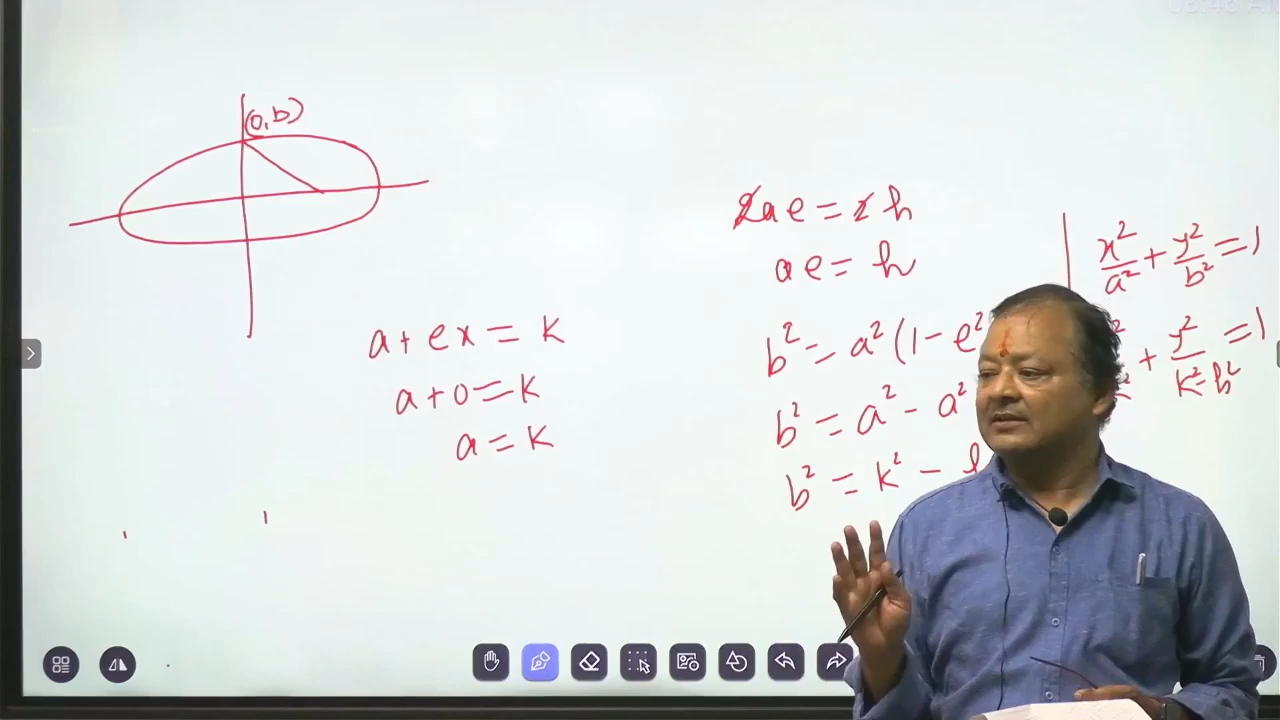 (0, b)
a + ex = k
a + 0 = k
a = k
2ae = 2h
ae = h
b² = a² (1 - e²
b² = a² - a²
b² = k² -
x²/a² + y²/b² = 1
+ y²/k²-h² = 1